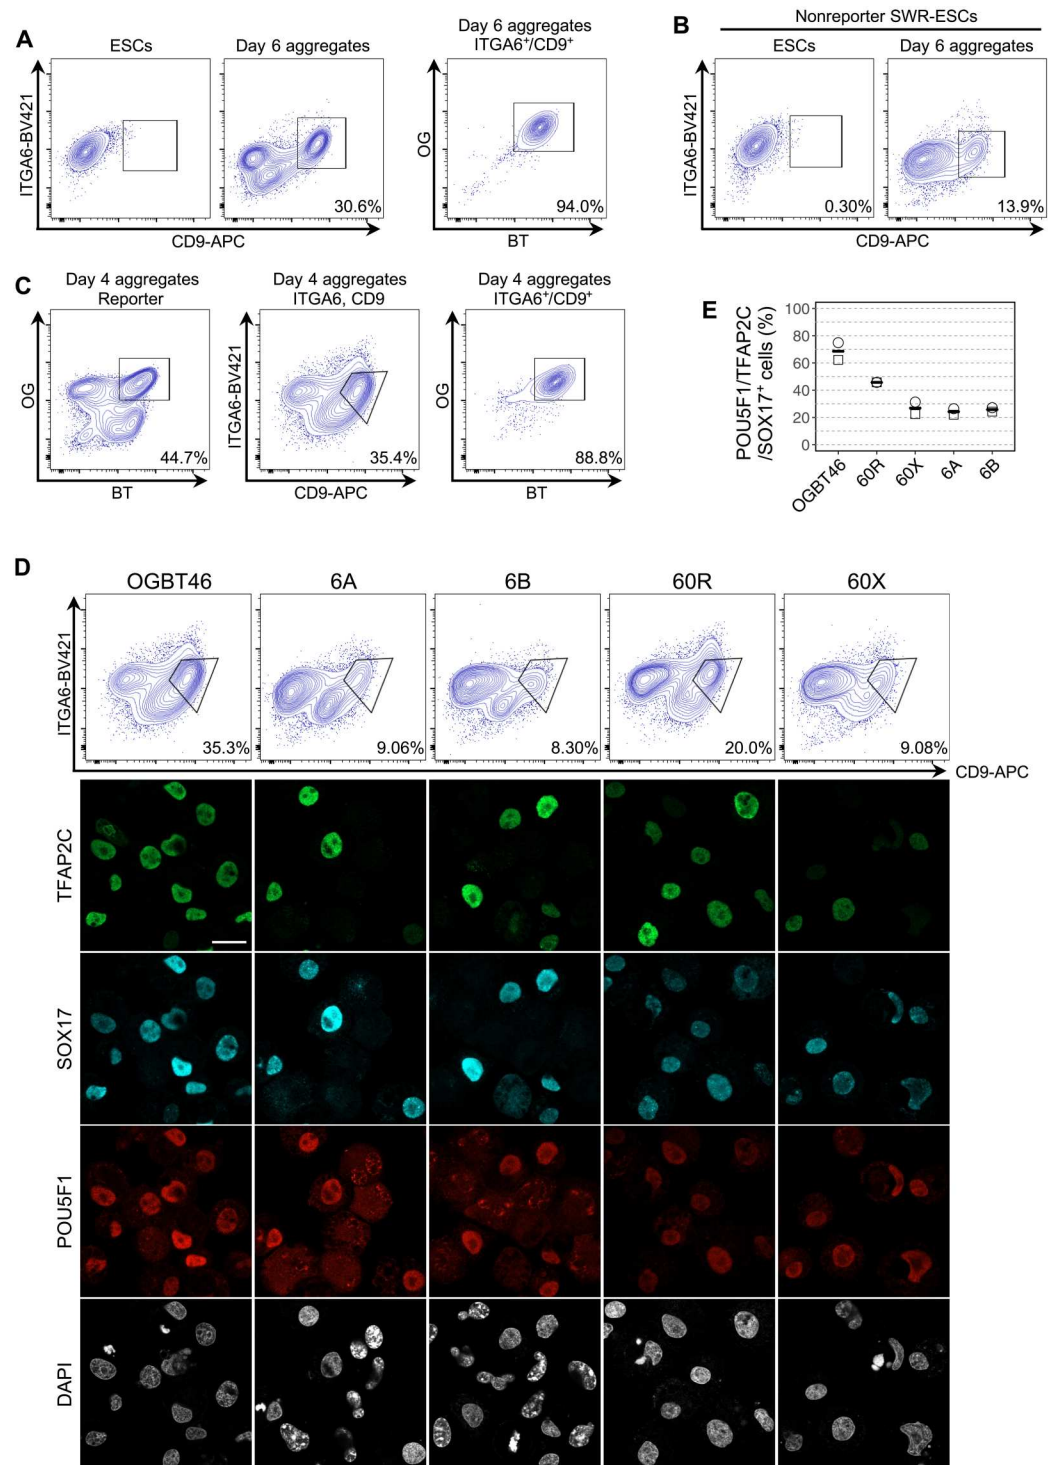 A
ESCs
Day 6 aggregates
Day 6 aggregates
ITGA6⁺/CD9⁺
ITGA6-BV421
30.6%
CD9-APC
OG
94.0%
BT
B
Nonreporter SWR-ESCs
ESCs
Day 6 aggregates
ITGA6-BV421
0.30%
13.9%
CD9-APC
C
Day 4 aggregates
Reporter
Day 4 aggregates
ITGA6, CD9
Day 4 aggregates
ITGA6⁺/CD9⁺
OG
44.7%
BT
ITGA6-BV421
35.4%
CD9-APC
OG
88.8%
BT
E
POU5F1/TFAP2C
/SOX17⁺ cells (%)
100
80
60
40
20
0
OGBT46
60R
60X
6A
6B
D
OGBT46
6A
6B
60R
60X
ITGA6-BV421
35.3%
9.06%
8.30%
20.0%
9.08%
CD9-APC
TFAP2C
SOX17
POU5F1
DAPI